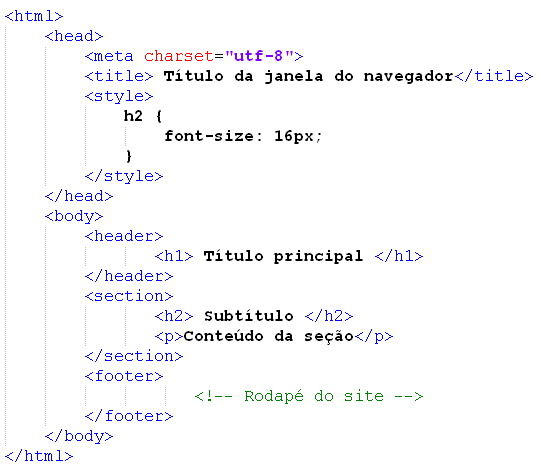 <html>
<head>
<meta charset="utf-8">
<title> Título da janela do navegador</title>
<style>
h2 {
font-size: 16px;
}
</style>
</head>
<body>
<header>
<h1> Título principal </h1>
</header>
<section>
<h2> Subtítulo </h2>
<p>Conteúdo da seção</p>
</section>
<footer>
<!-- Rodapé do site -->
</footer>
</body>
</html>